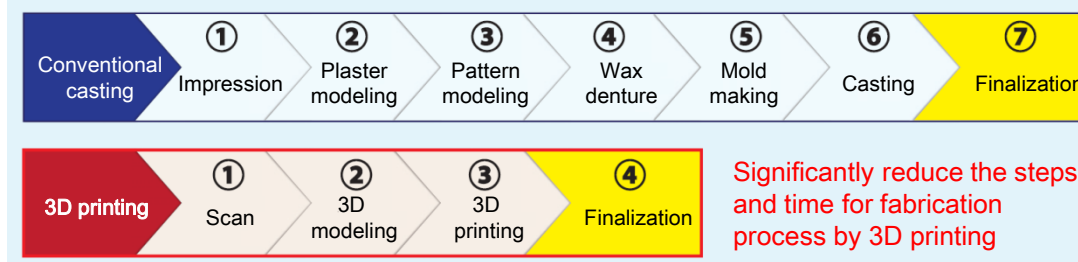 Conventional
casting
①
Impression
②
Plaster
modeling
③
Pattern
modeling
④
Wax
denture
⑤
Mold
making
⑥
Casting
⑦
Finalization
3D printing
①
Scan
②
3D
modeling
③
3D
printing
④
Finalization
Significantly reduce the steps
and time for fabrication
process by 3D printing